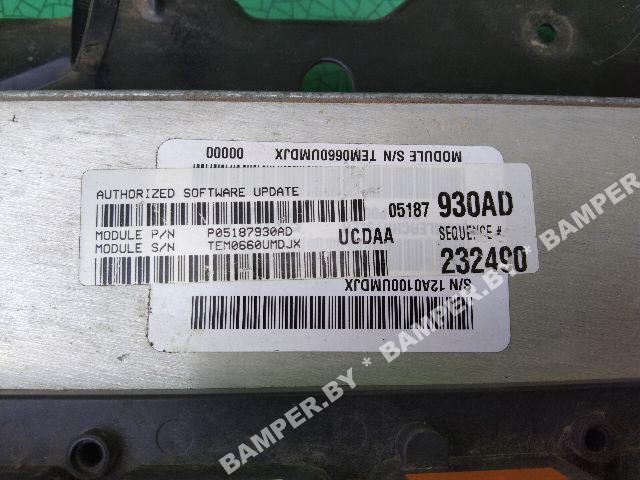 MODULE S/N TEM0660UMDJX 00000
AUTHORIZED SOFTWARE UPDATE
05187 930AD
MODULE P/N P05187930AD
MODULE S/N TEM0660UMDJX
UCDAA SEQUENCE #
232490
S/N 12A0100UMDJX
BAMPER.BY * BAMPER.BY * BAMPER.BY